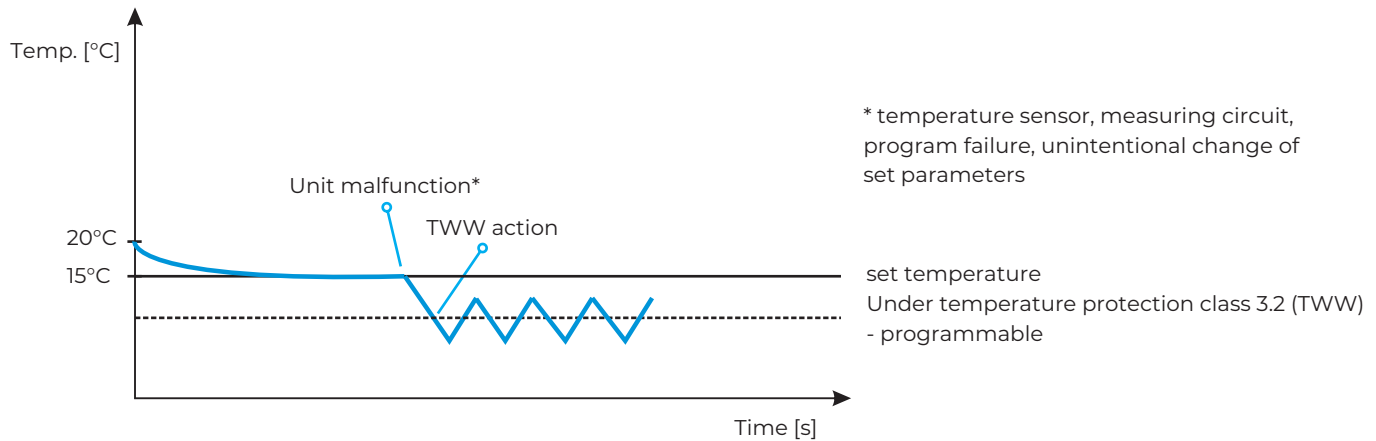 Temp. [°C]
* temperature sensor, measuring circuit,
program failure, unintentional change of
set parameters
Unit malfunction*
TWW action
20°C
15°C
set temperature
Under temperature protection class 3.2 (TWW)
- programmable
Time [s]